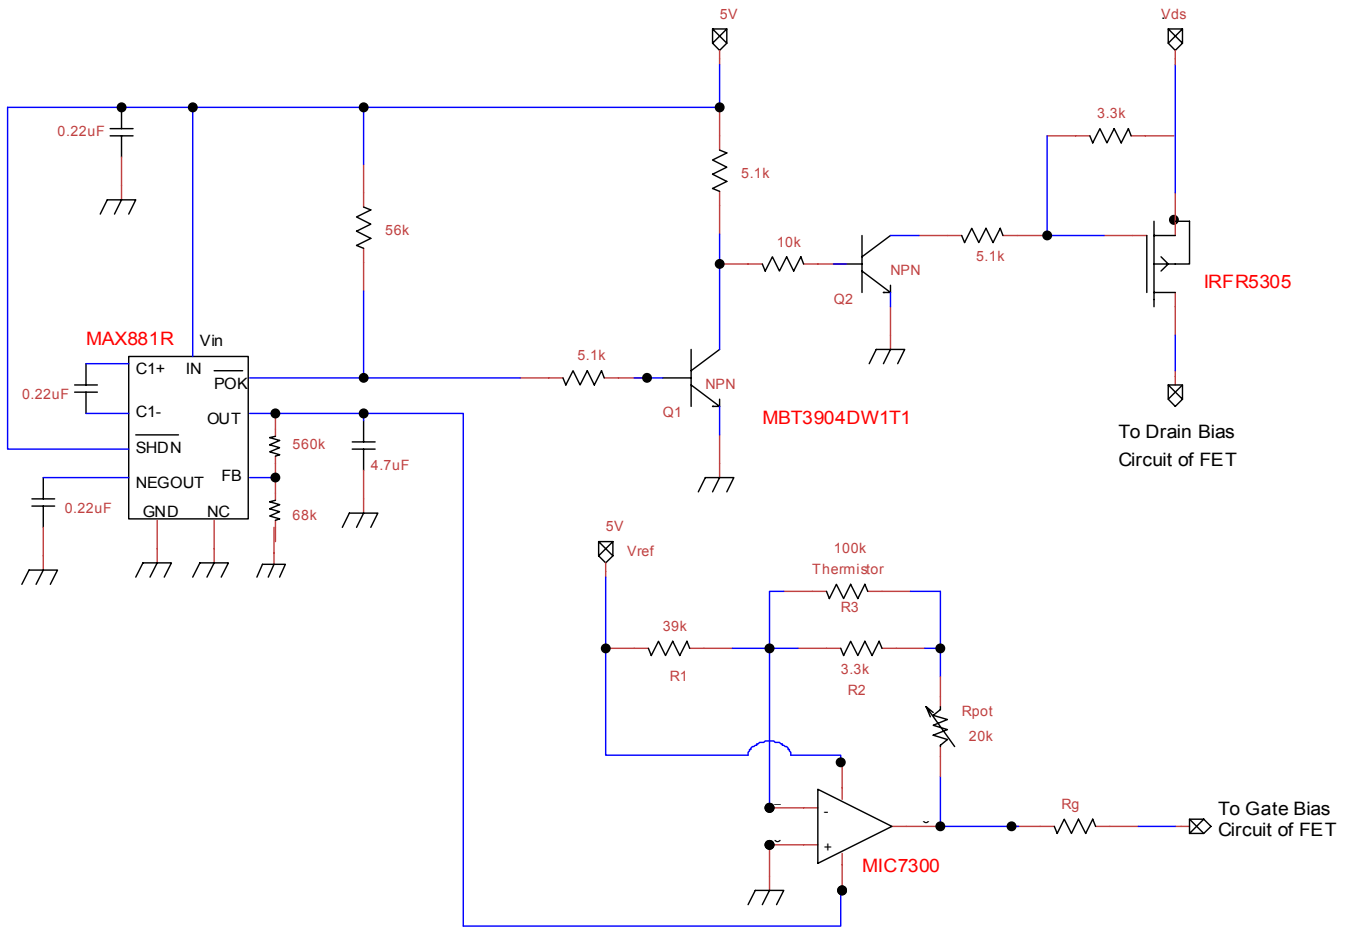 5V
Vds
0.22uF
3.3k
5.1k
56k
10k
NPN
5.1k
Q2
IRFR5305
MAX881R
Vin
C1+
IN
POK
0.22uF
C1-
OUT
5.1k
NPN
Q1
MBT3904DW1T1
To Drain Bias
Circuit of FET
SHDN
560k
4.7uF
NEGOUT
FB
0.22uF
GND
NC
68k
5V
Vref
100k
Thermistor
R3
39k
R1
3.3k
R2
Rpot
20k
-
+
MIC7300
Rg
To Gate Bias
Circuit of FET